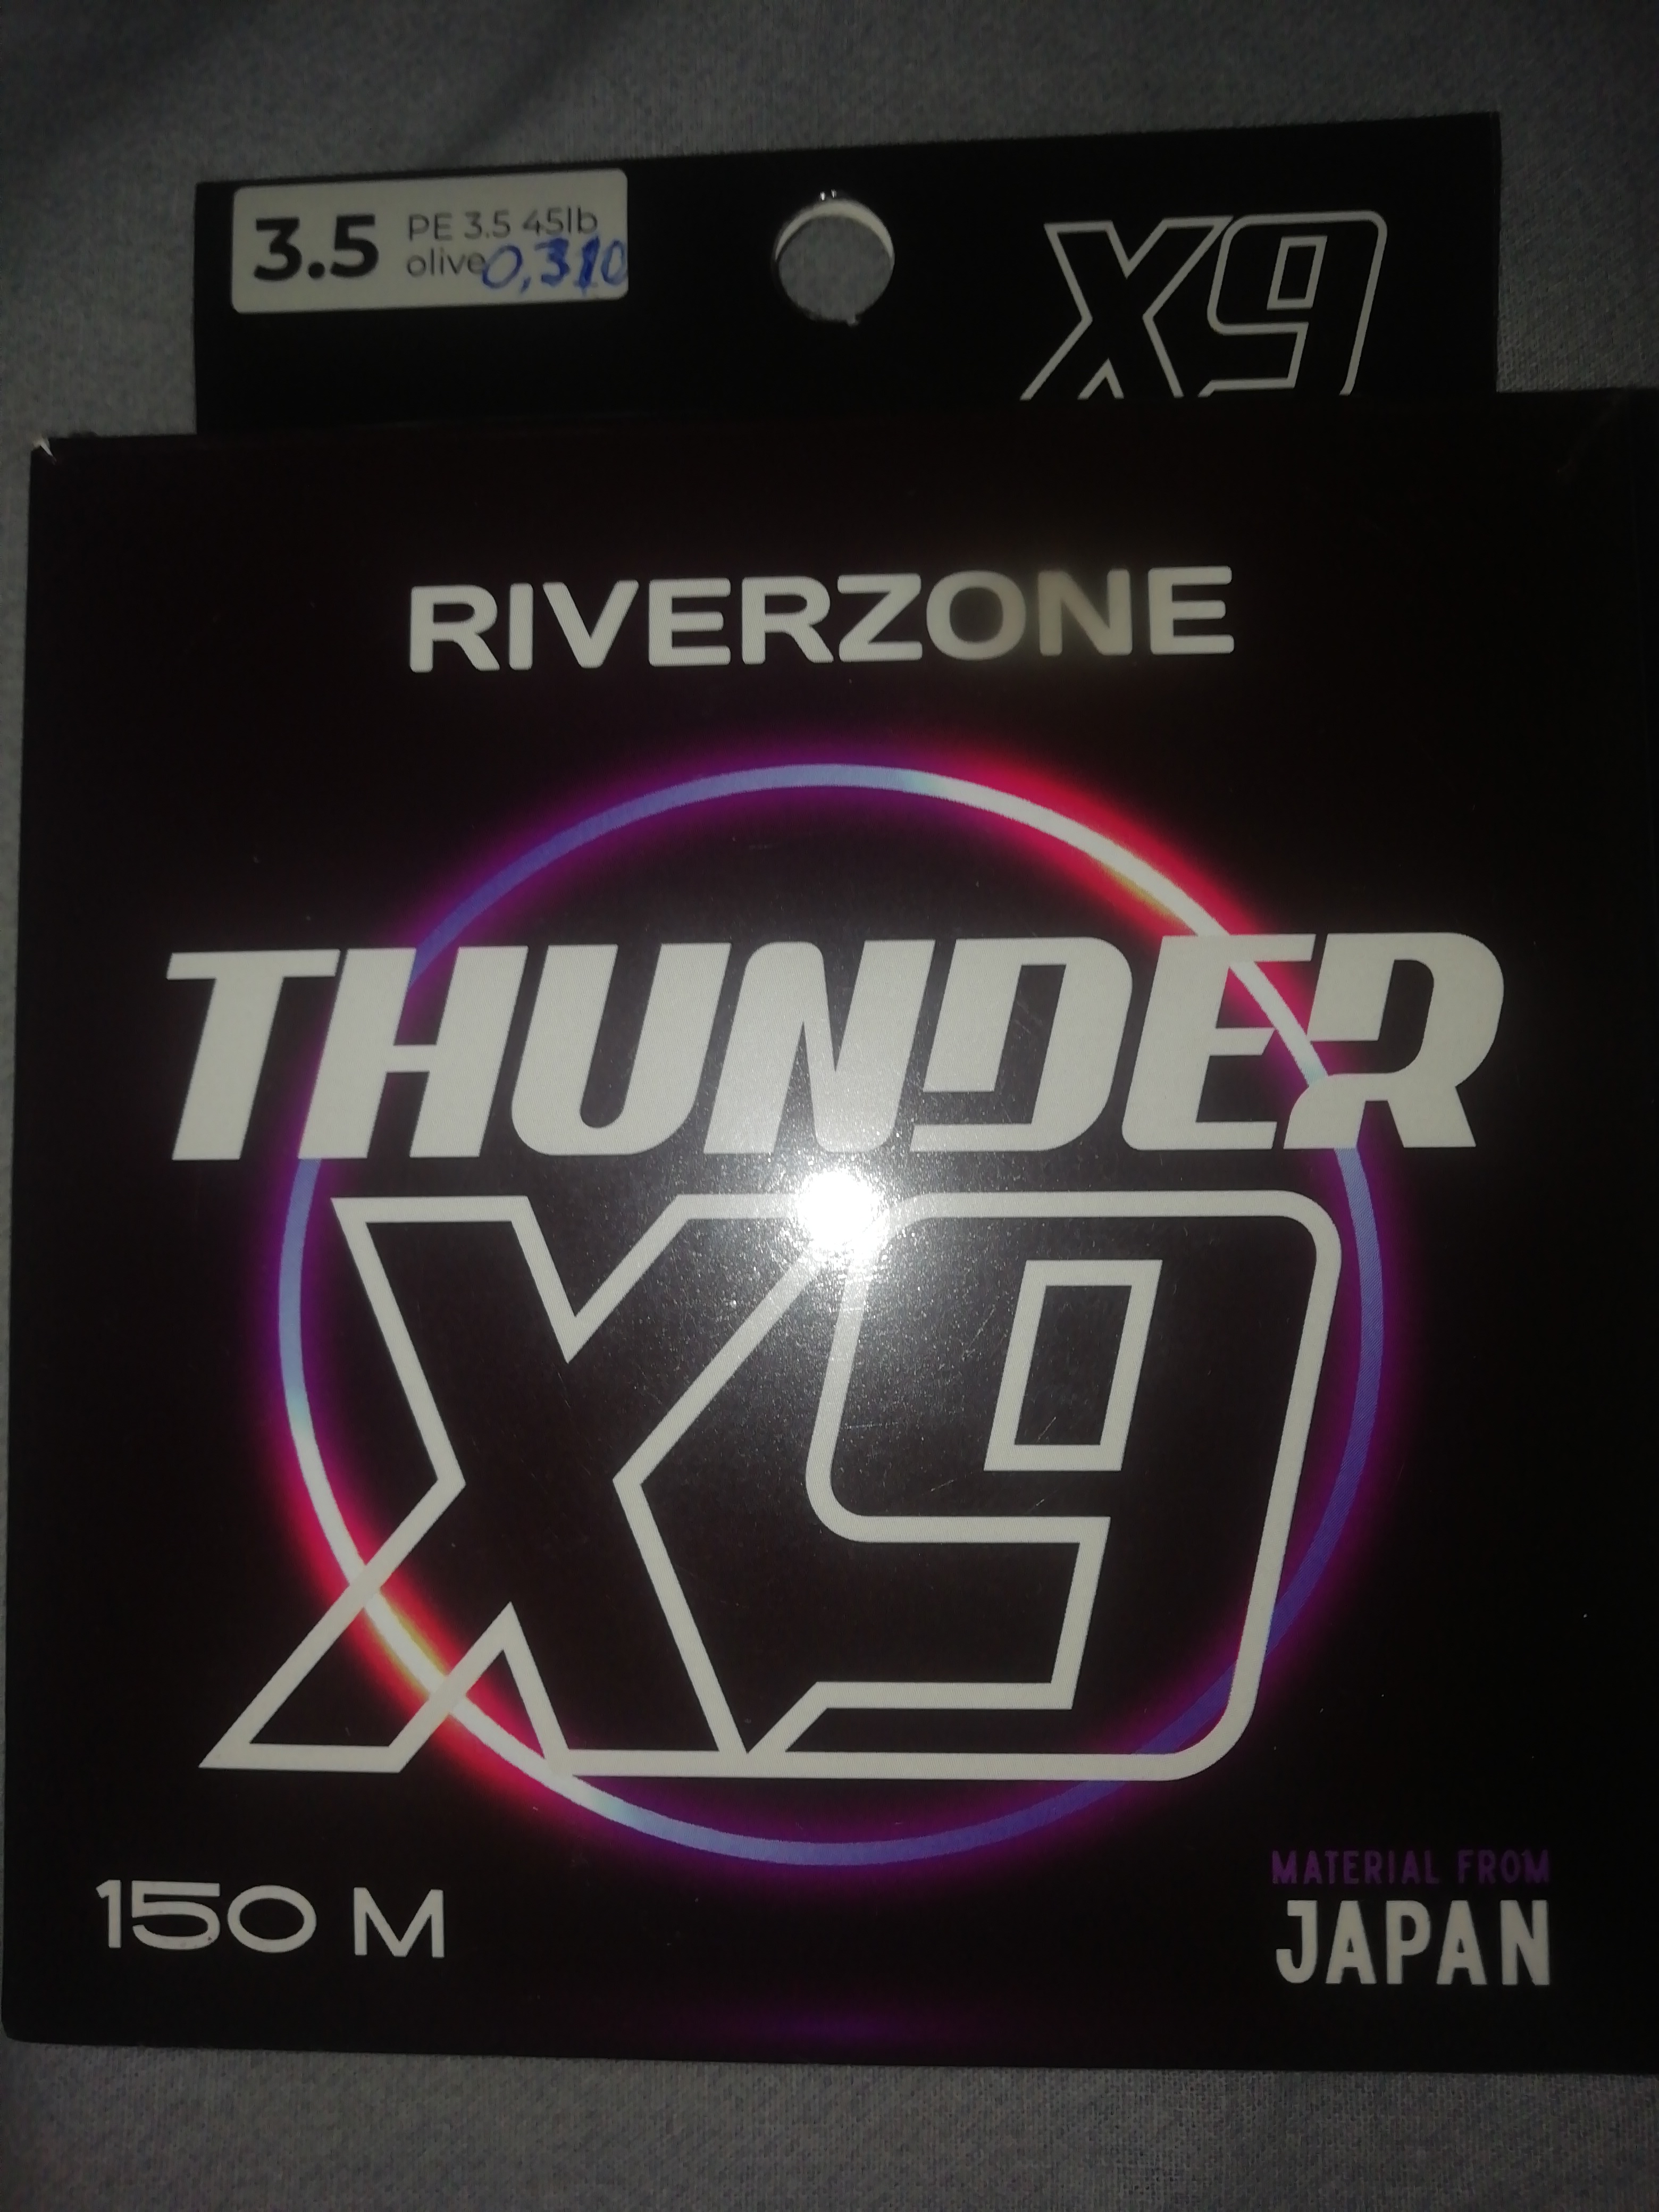 3.5
PE 3.5 45lb
olive 0,310
X9
RIVERZONE
THUNDER
X9
150 M
MATERIAL FROM
JAPAN